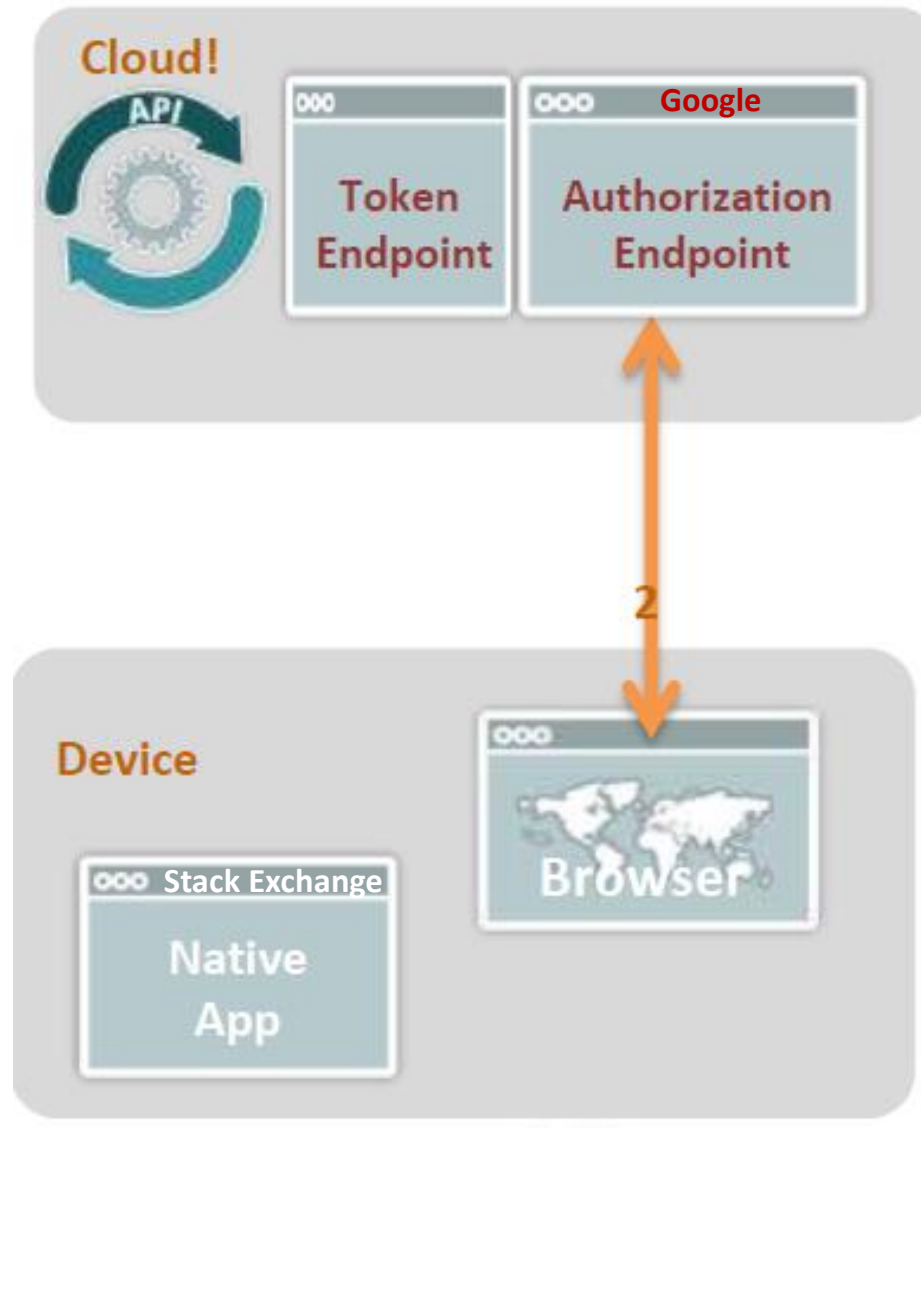 Cloud!
API
Google
Token
Endpoint
Authorization
Endpoint
2
Device
Browser
Stack Exchange
Native
App